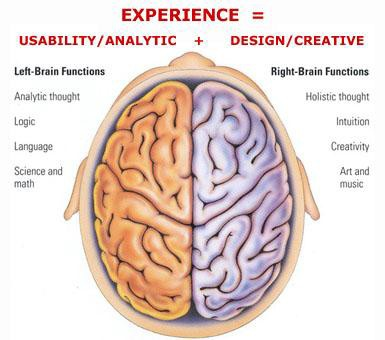 EXPERIENCE =
USABILITY/ANALYTIC + DESIGN/CREATIVE
Left-Brain Functions
Analytic thought
Logic
Language
Science and
math
Right-Brain Functions
Holistic thought
Intuition
Creativity
Art and
music